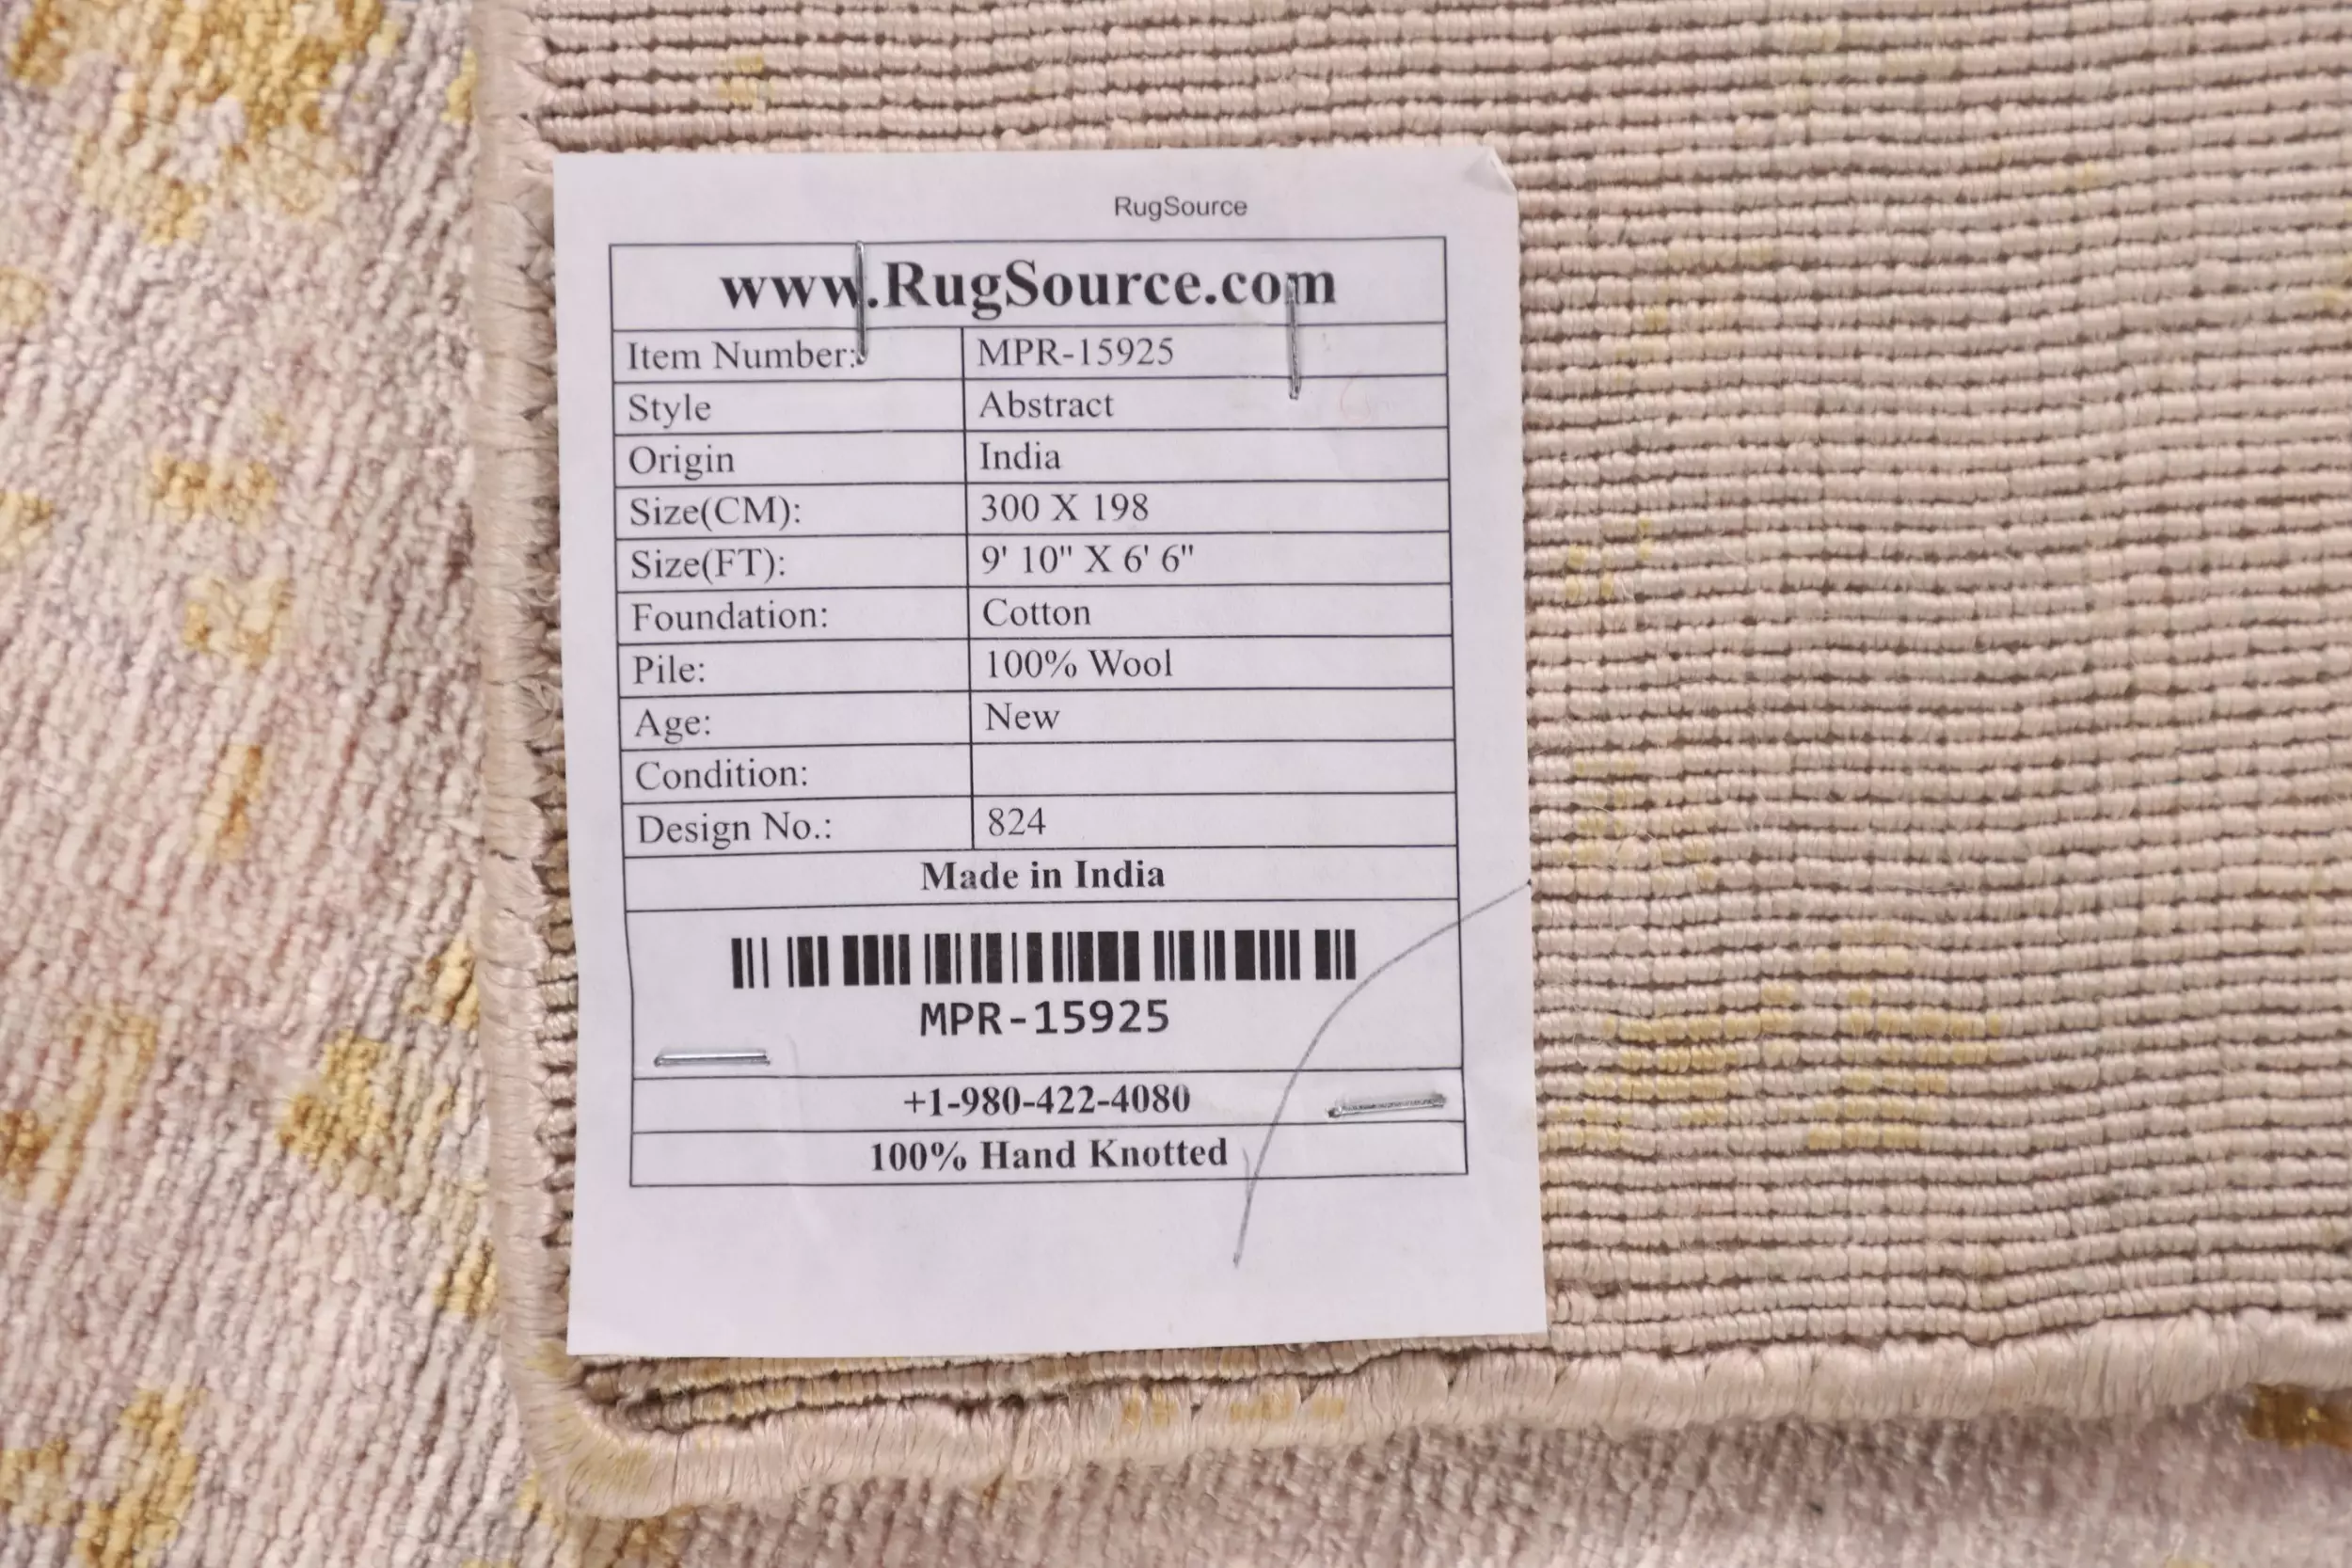 RugSource
www.RugSource.com
Item Number: MPR-15925
Style Abstract
Origin India
Size(CM): 300 X 198
Size(FT): 9' 10" X 6' 6"
Foundation: Cotton
Pile: 100% Wool
Age: New
Condition:
Design No.: 824
Made in India
MPR-15925
+1-980-422-4080
100% Hand Knotted